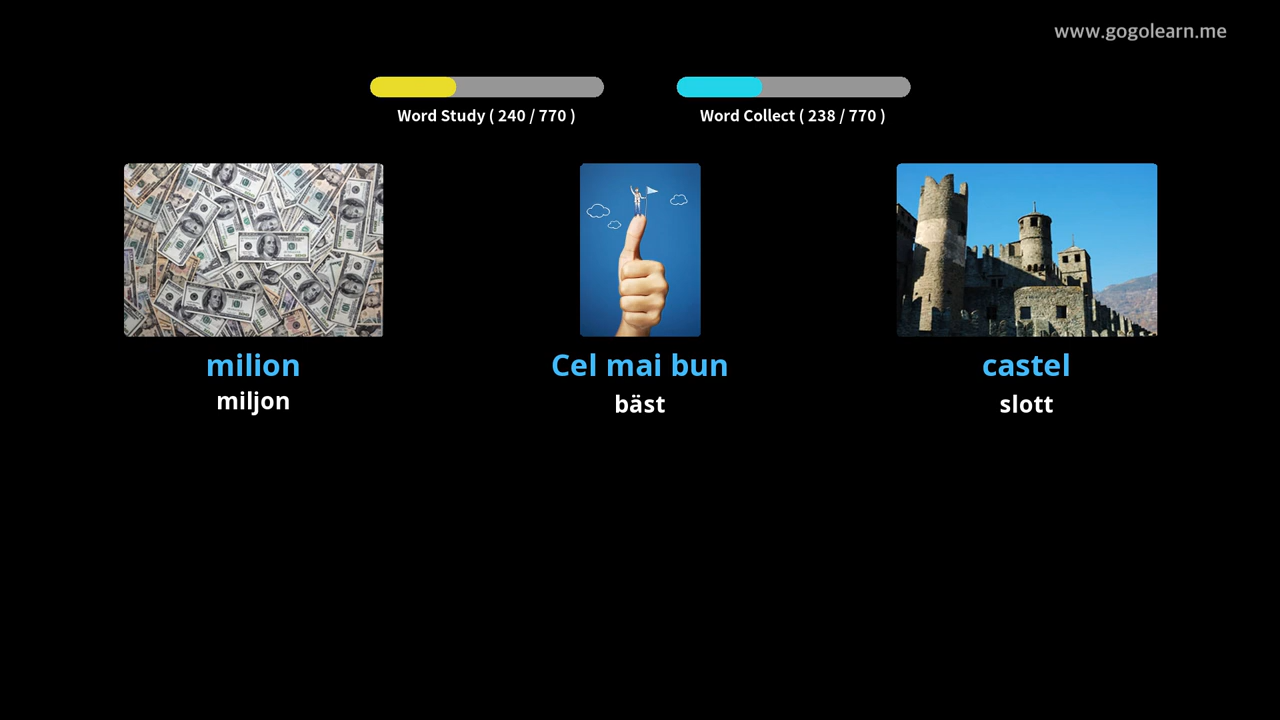 www.gogolearn.me
Word Study ( 240 / 770 )
Word Collect ( 238 / 770 )
milion
miljon
Cel mai bun
bäst
castel
slott